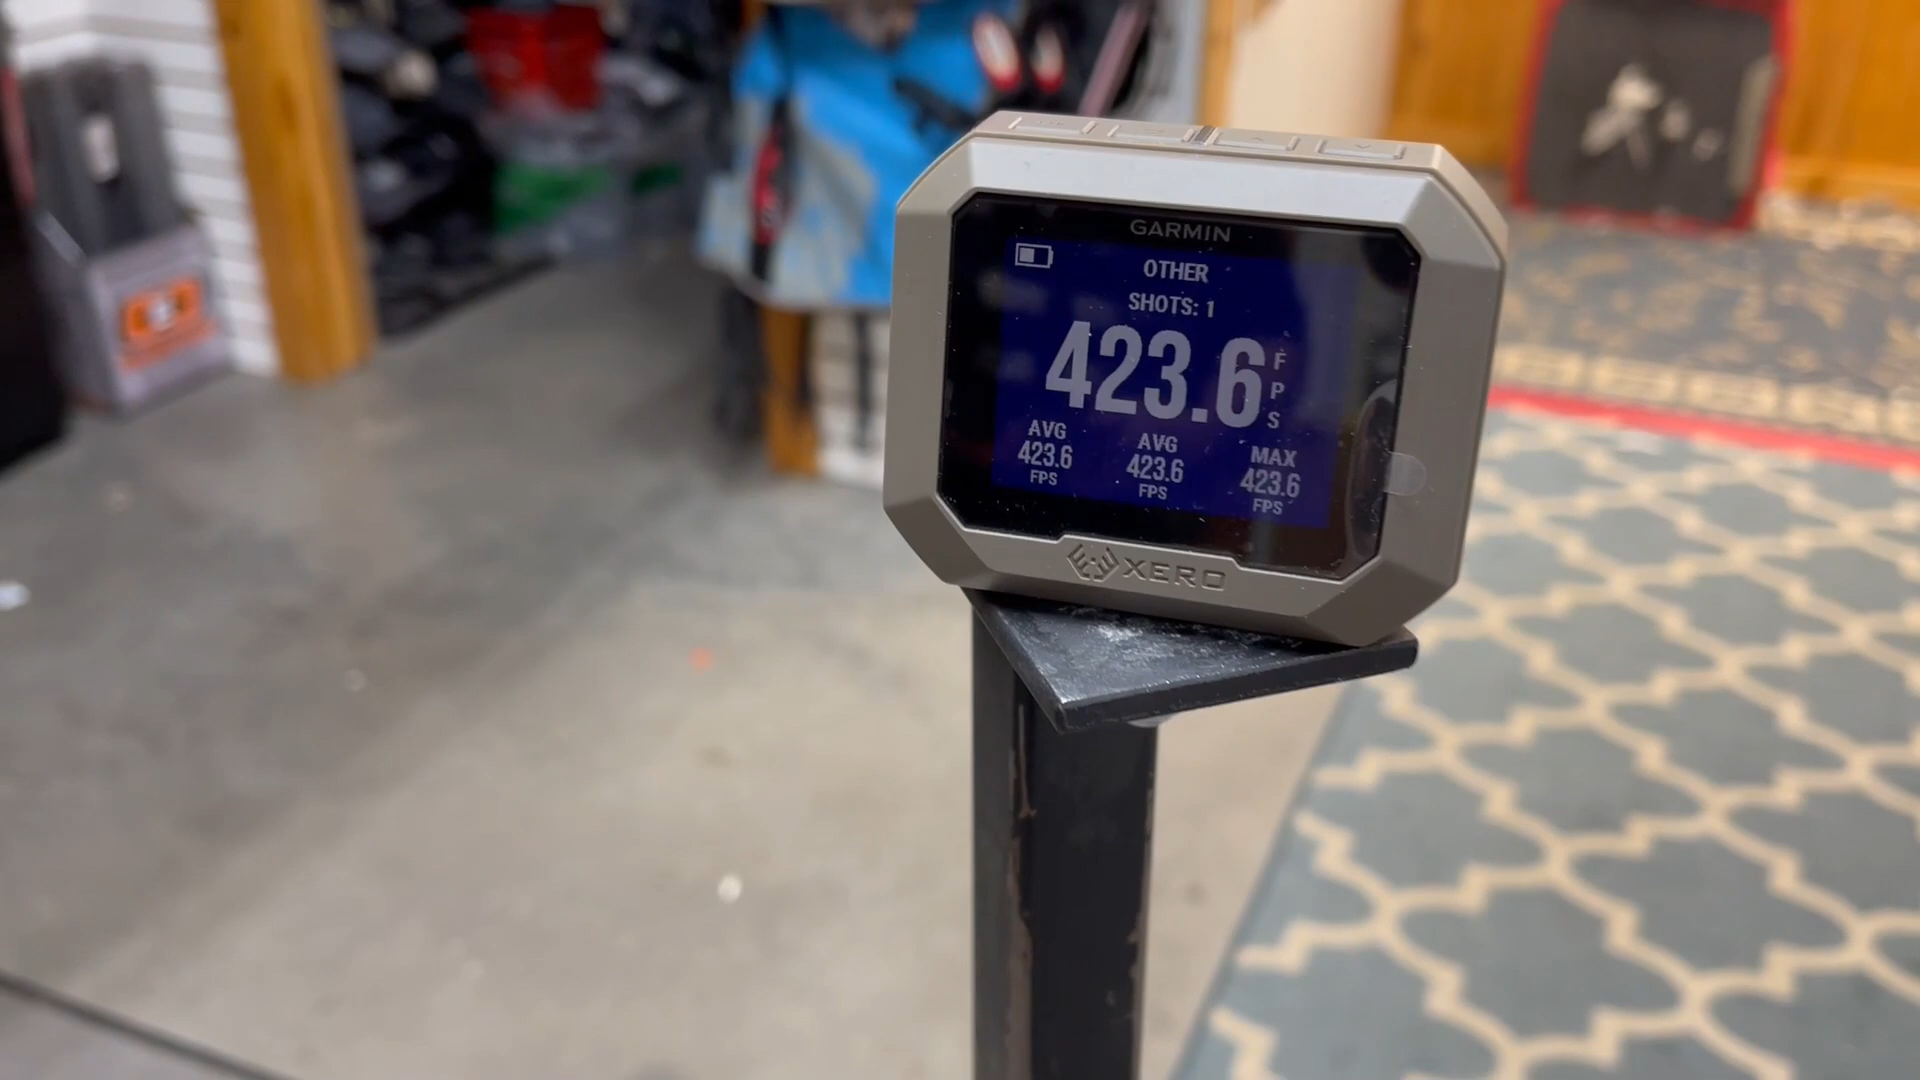 GARMIN
OTHER
SHOTS: 1
423.6 FPS
AVG AVG MAX
423.6 423.6 423.6
FPS FPS FPS
XERO